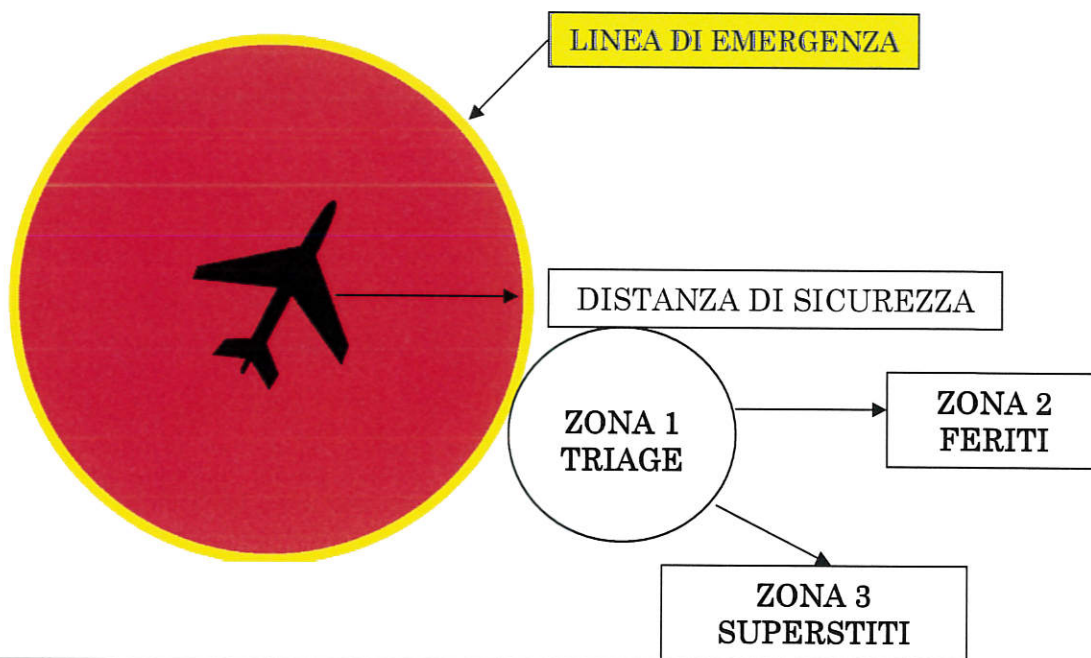 LINEA DI EMERGENZA
DISTANZA DI SICUREZZA
ZONA 1
TRIAGE
ZONA 2
FERITI
ZONA 3
SUPERSTITI